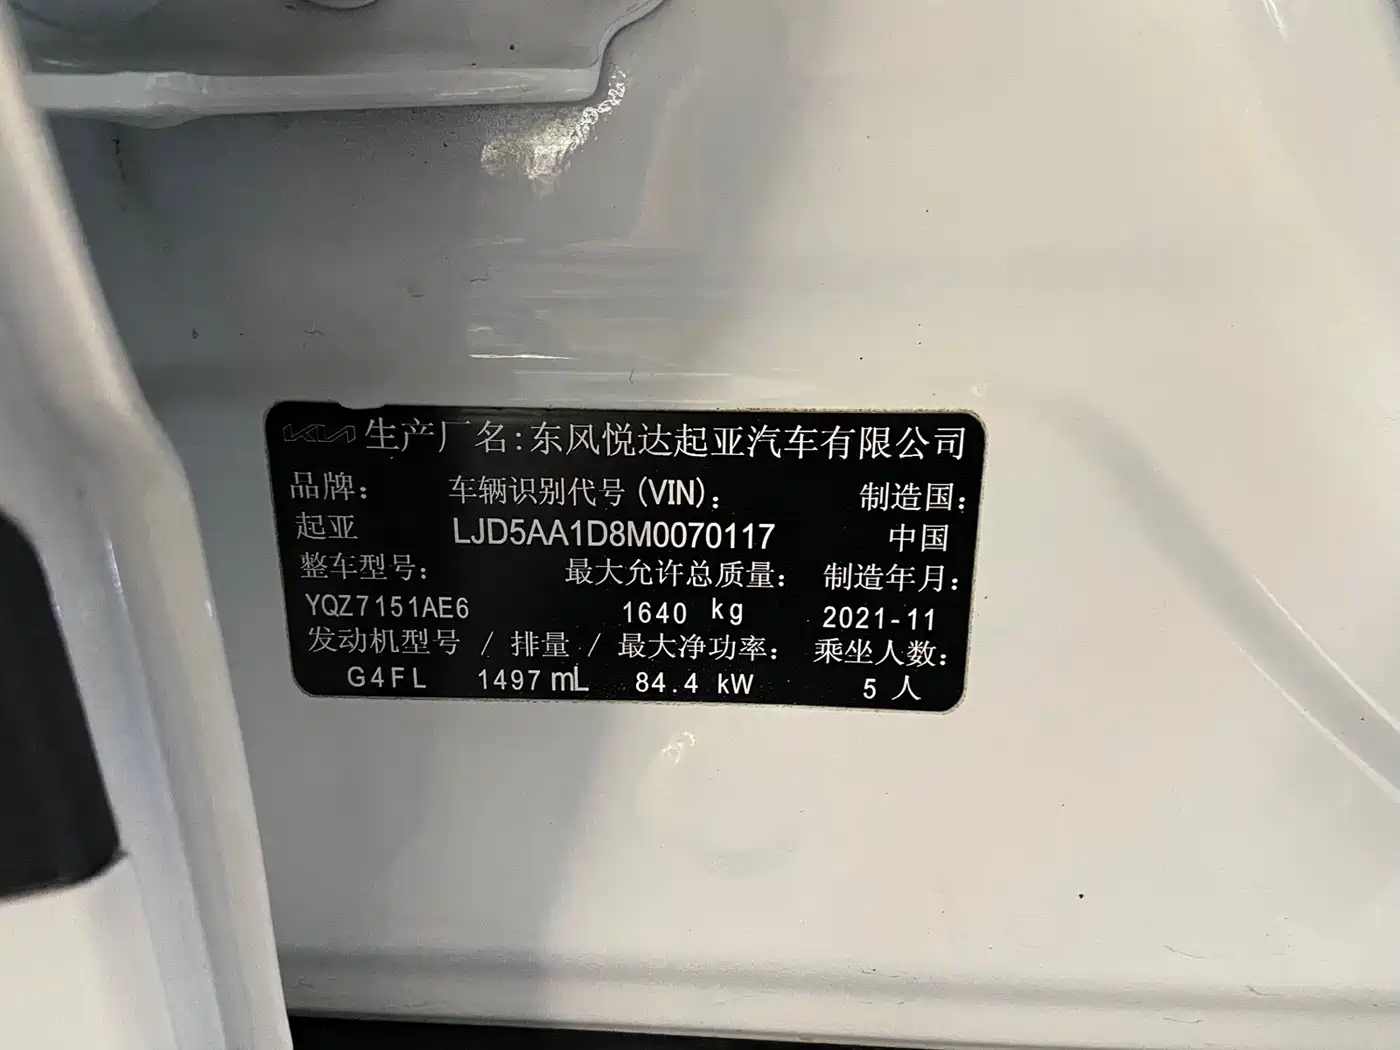 KIA 生产厂名:东风悦达起亚汽车有限公司
品牌: 车辆识别代号(VIN): 制造国:
起亚 LJD5AA1D8M0070117 中国
整车型号: 最大允许总质量: 制造年月:
YQZ7151AE6 1640 kg 2021-11
发动机型号 / 排量 / 最大净功率: 乘坐人数:
G4FL 1497 mL 84.4 kW 5 人